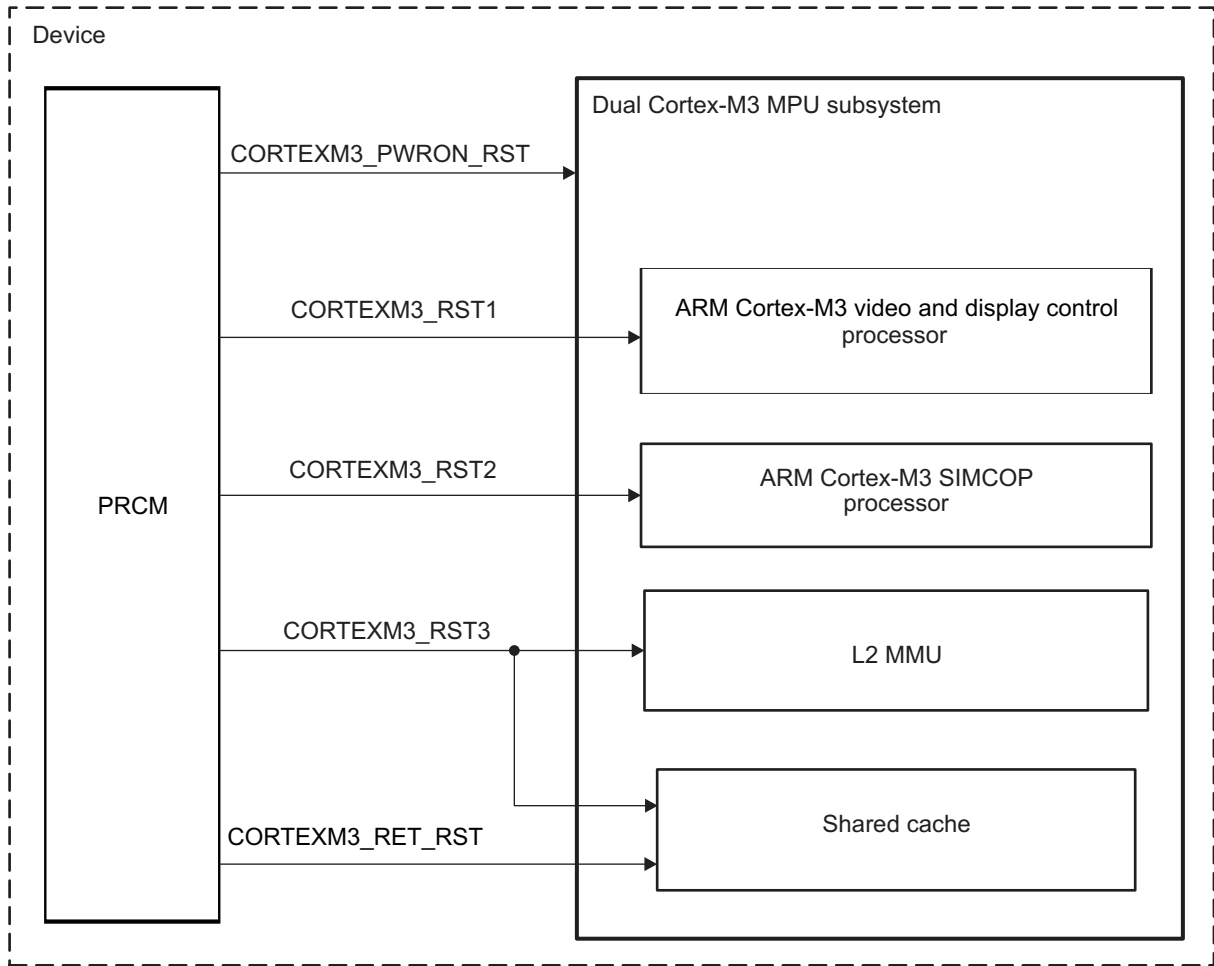 Device
Dual Cortex-M3 MPU subsystem
CORTEXM3_PWRON_RST
CORTEXM3_RST1
ARM Cortex-M3 video and display control
processor
CORTEXM3_RST2
ARM Cortex-M3 SIMCOP
processor
PRCM
CORTEXM3_RST3
L2 MMU
Shared cache
CORTEXM3_RET_RST